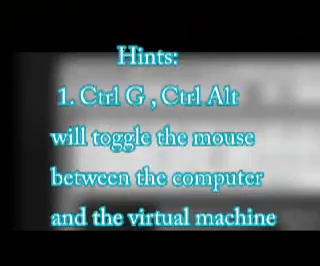 Hints:
1. Ctrl G , Ctrl Alt
will toggle the mouse
between the computer
and the virtual machine